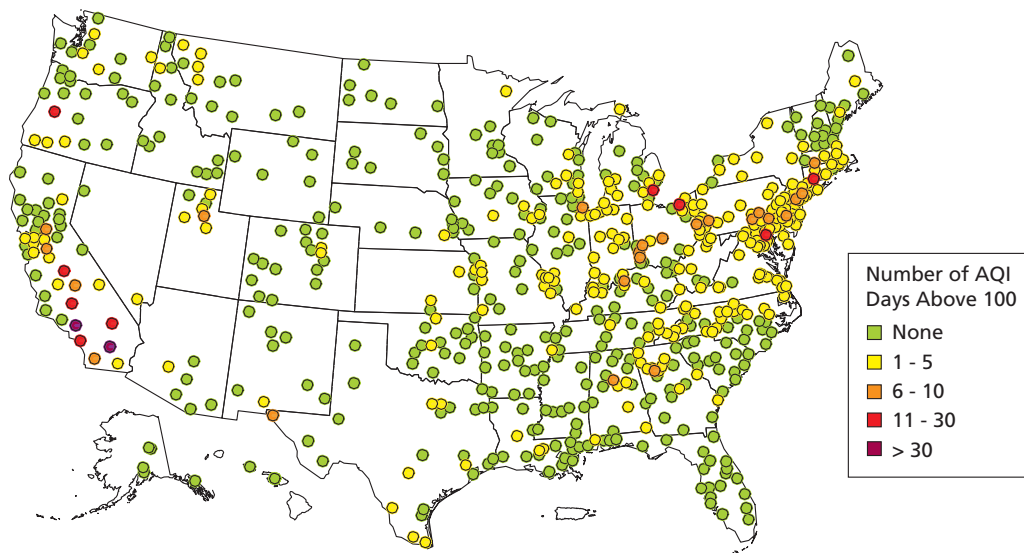 Number of AQI
Days Above 100
None
1 - 5
6 - 10
11 - 30
> 30